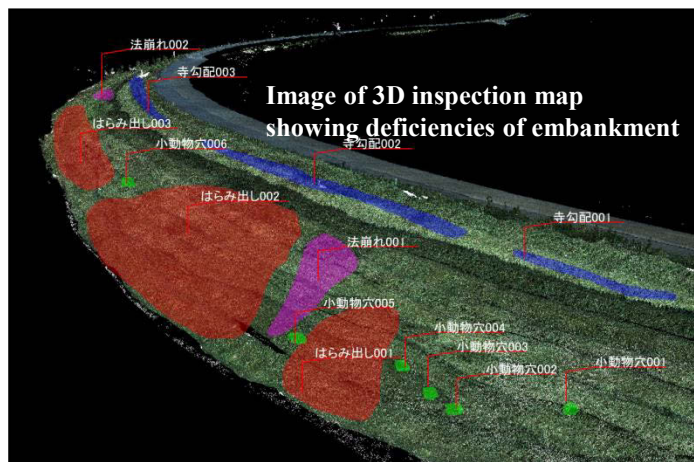 法崩れ002
寺勾配003
Image of 3D inspection map
showing deficiencies of embankment
はらみ出し003
小動物穴006
寺勾配002
はらみ出し002
寺勾配001
法崩れ001
小動物穴005
小動物穴004
はらみ出し001
小動物穴003
小動物穴002
小動物穴001